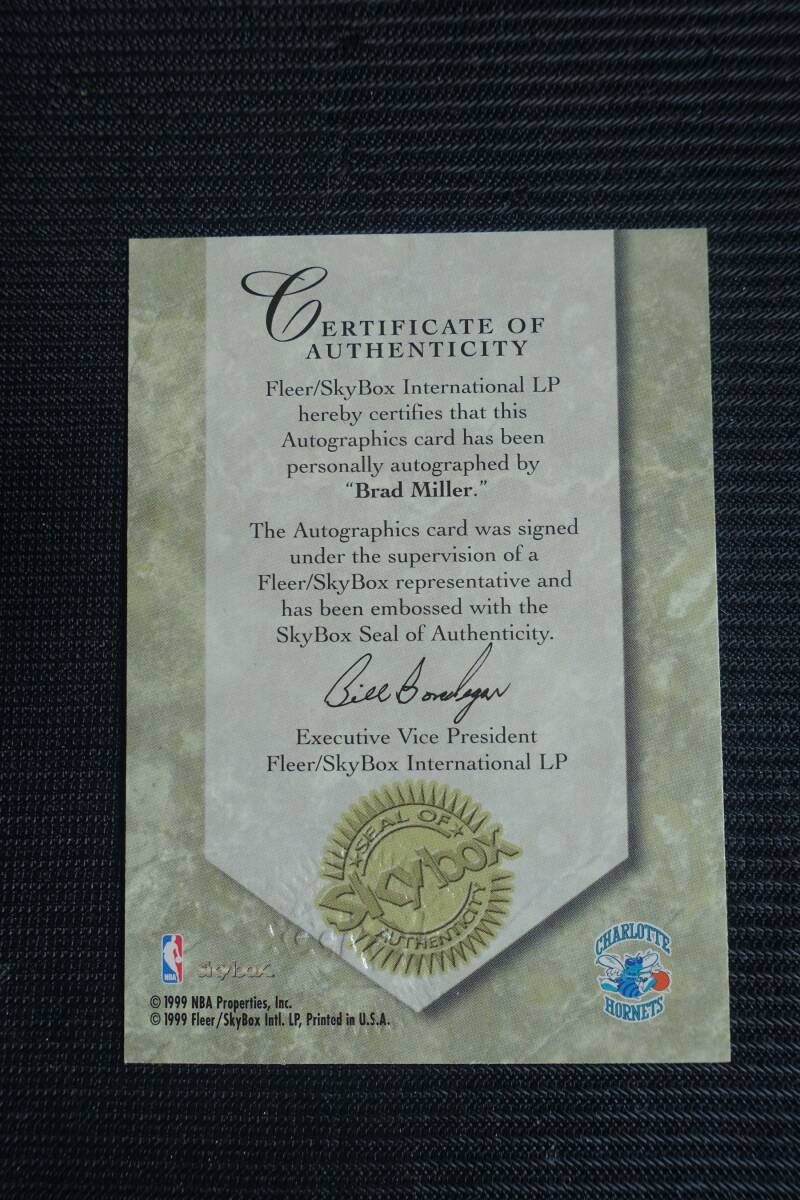 CERTIFICATE OF
AUTHENTICITY
Fleer/SkyBox International LP
hereby certifies that this
Autographics card has been
personally autographed by
“Brad Miller.”
The Autographics card was signed
under the supervision of a
Fleer/SkyBox representative and
has been embossed with the
SkyBox Seal of Authenticity.
Executive Vice President
Fleer/SkyBox International LP
SEAL OF
Skybox
AUTHENTICITY
NBA
skybox
CHARLOTTE
HORNETS
© 1999 NBA Properties, Inc.
© 1999 Fleer/SkyBox Intl. LP, Printed in U.S.A.